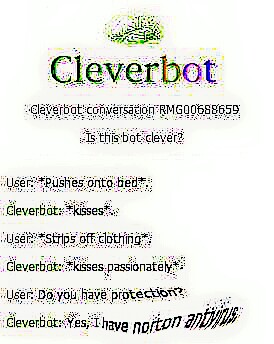 Cleverbot
Cleverbot conversation RMG00688659
Is this bot clever?
User: *Pushes onto bed*.
Cleverbot: *kisses*.
User: *Strips off clothing*.
Cleverbot: *kisses passionately*.
User: Do you have protection?
Cleverbot: Yes, I have norton antivirus.